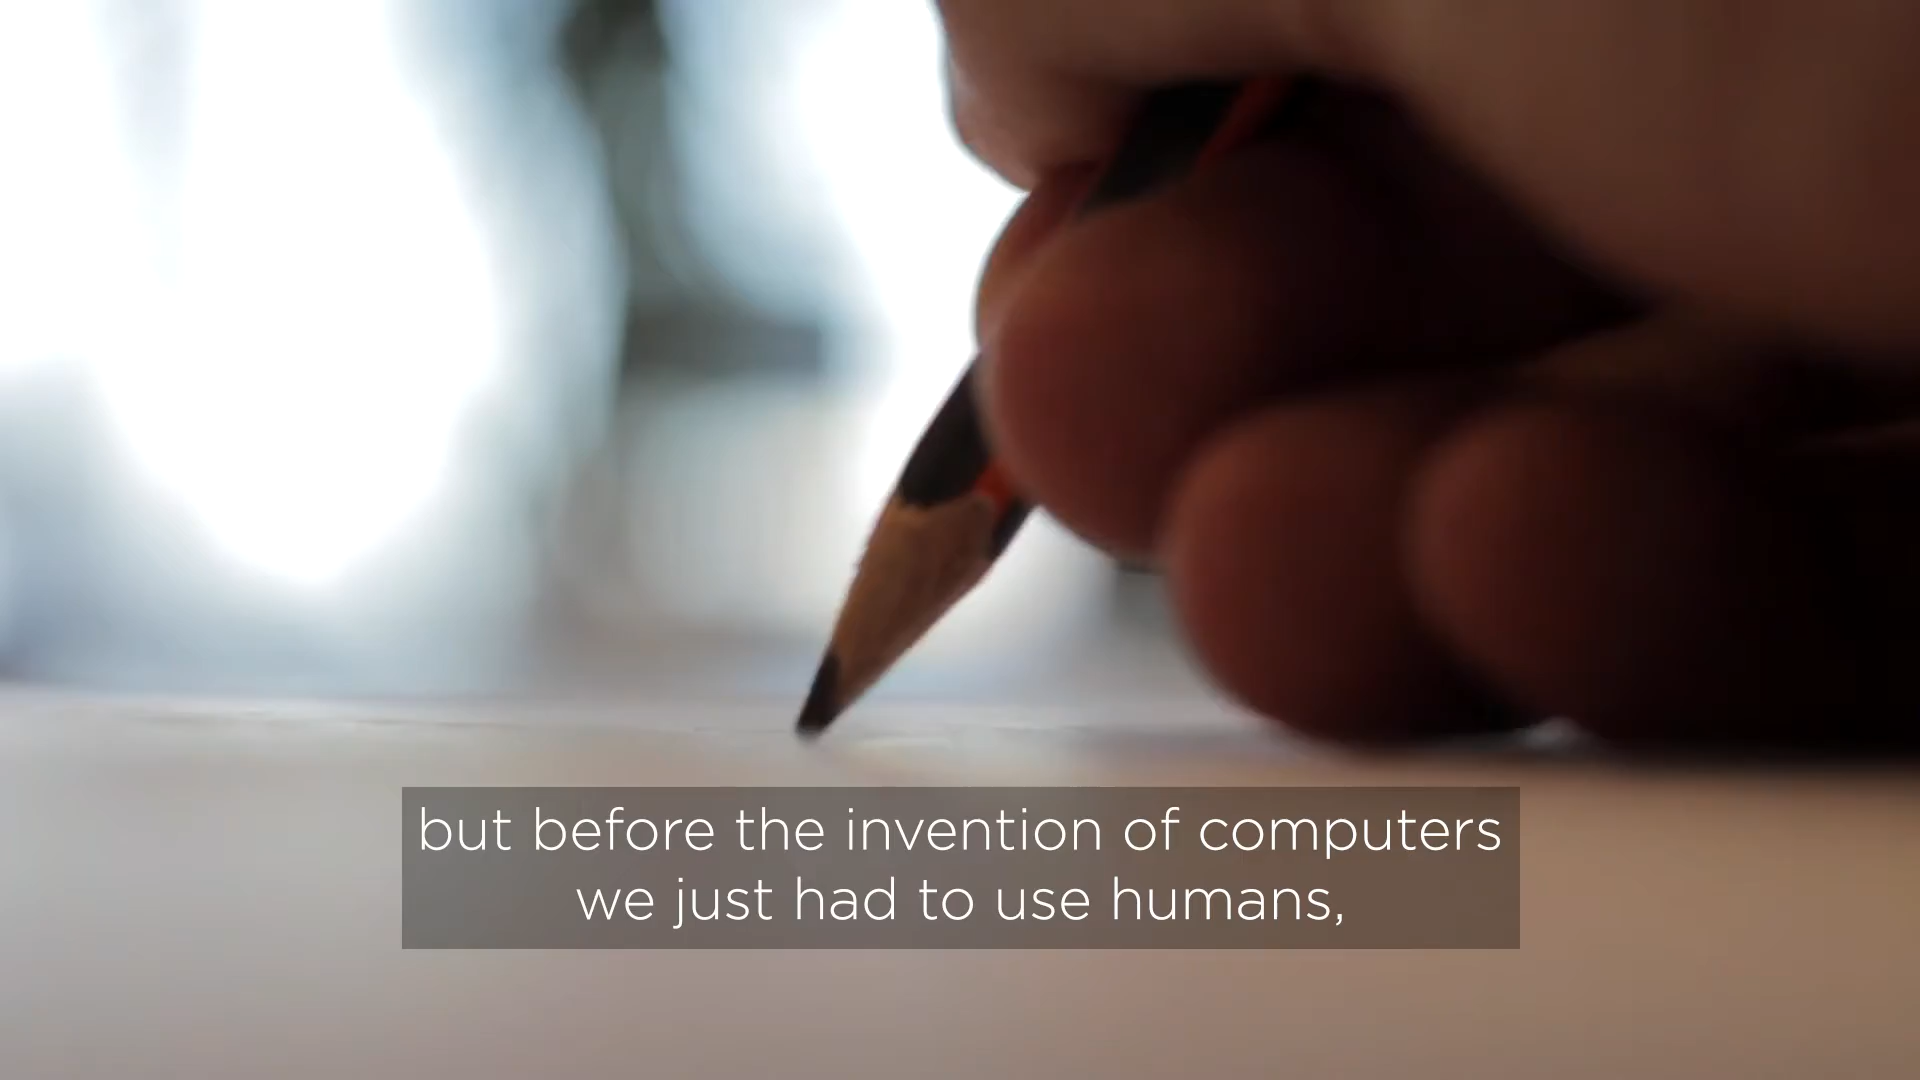 but before the invention of computers
we just had to use humans,